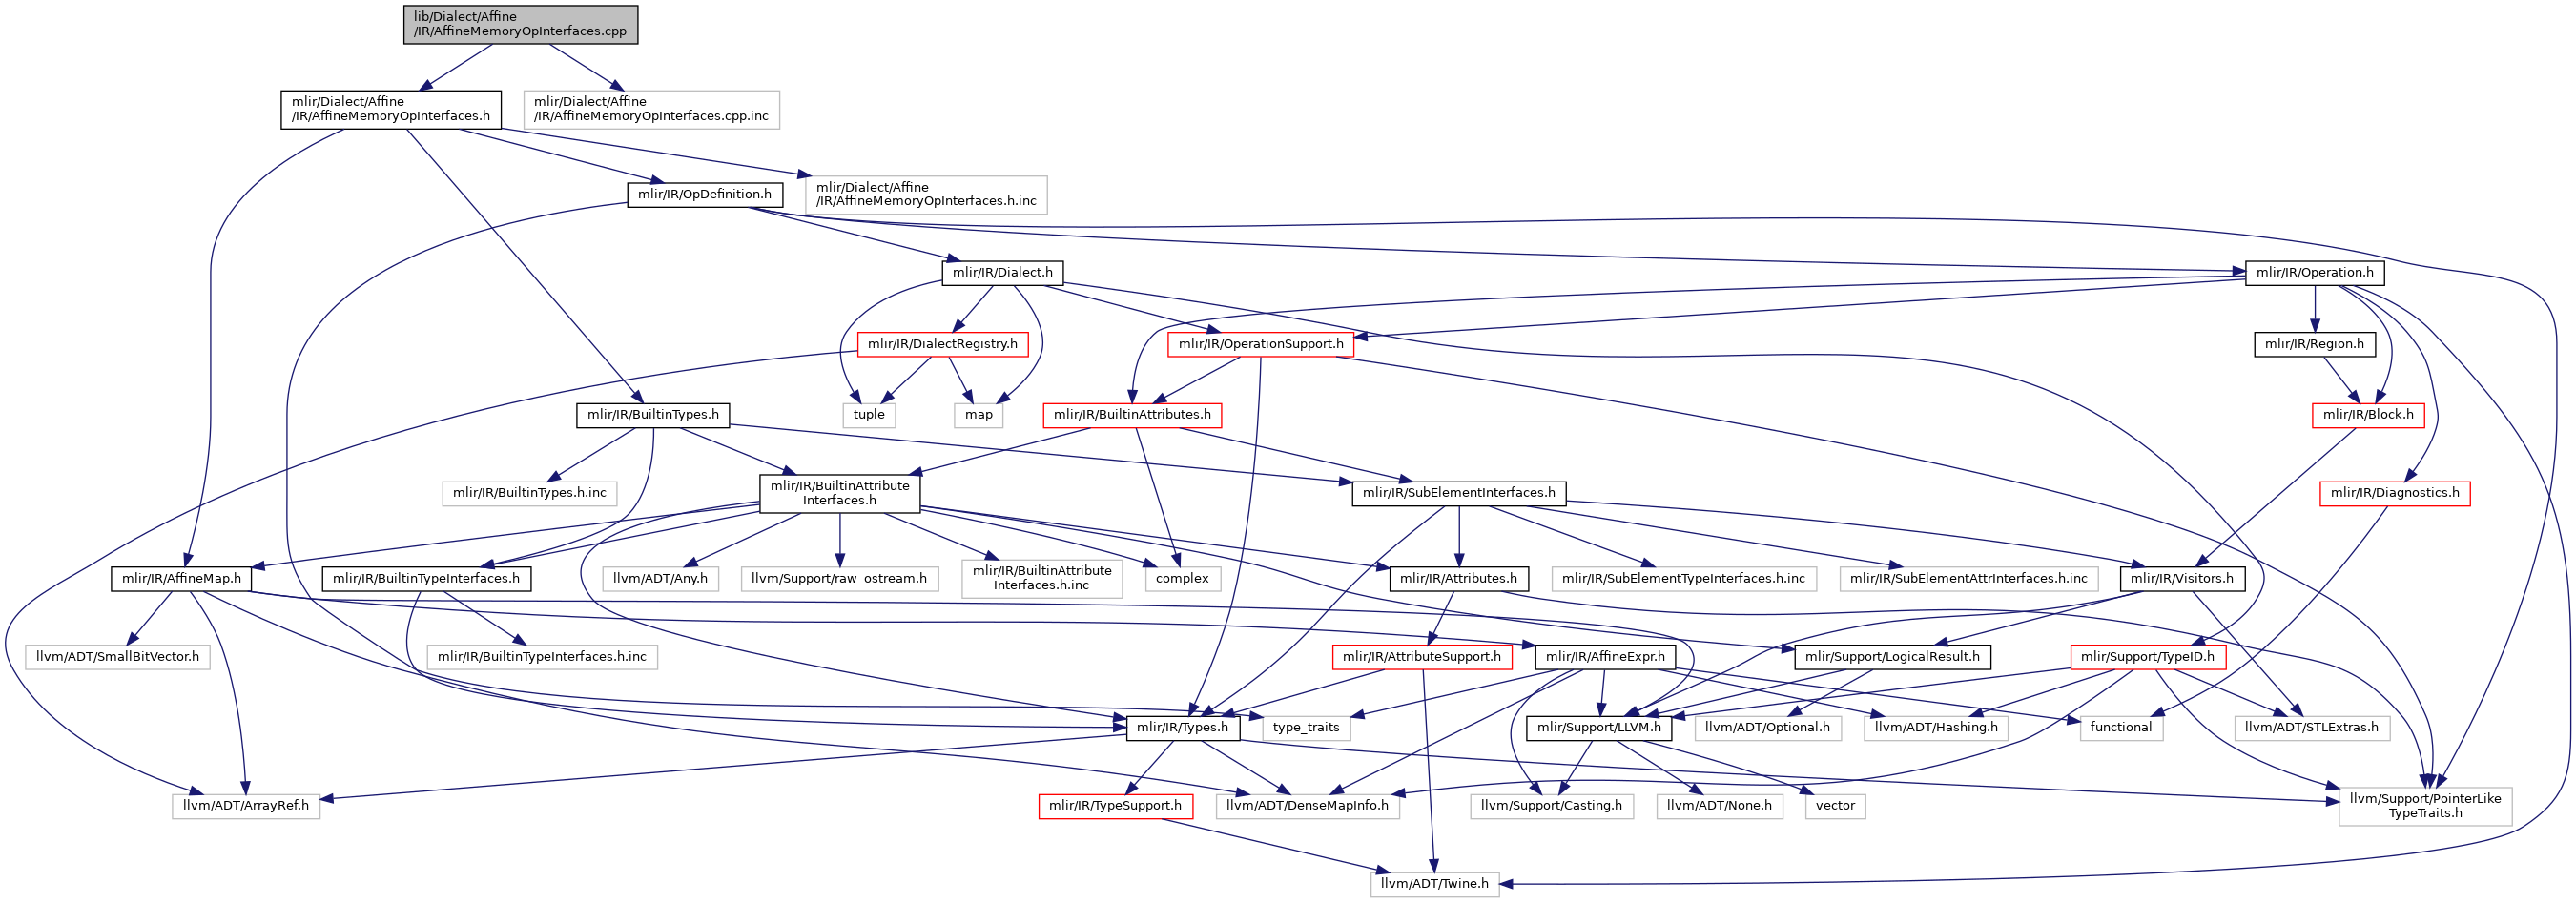 lib/Dialect/Affine
/IR/AffineMemoryOpInterfaces.cpp
mlir/Dialect/Affine
/IR/AffineMemoryOpInterfaces.h
mlir/Dialect/Affine
/IR/AffineMemoryOpInterfaces.cpp.inc
mlir/IR/OpDefinition.h
mlir/Dialect/Affine
/IR/AffineMemoryOpInterfaces.h.inc
mlir/IR/Dialect.h
mlir/IR/Operation.h
mlir/IR/DialectRegistry.h
mlir/IR/OperationSupport.h
mlir/IR/Region.h
mlir/IR/BuiltinTypes.h
tuple
map
mlir/IR/BuiltinAttributes.h
mlir/IR/Block.h
mlir/IR/BuiltinTypes.h.inc
mlir/IR/BuiltinAttribute
Interfaces.h
mlir/IR/SubElementInterfaces.h
mlir/IR/Diagnostics.h
mlir/IR/AffineMap.h
mlir/IR/BuiltinTypeInterfaces.h
llvm/ADT/Any.h
llvm/Support/raw_ostream.h
mlir/IR/BuiltinAttribute
Interfaces.h.inc
complex
mlir/IR/Attributes.h
mlir/IR/SubElementTypeInterfaces.h.inc
mlir/IR/SubElementAttrInterfaces.h.inc
mlir/IR/Visitors.h
llvm/ADT/SmallBitVector.h
mlir/IR/BuiltinTypeInterfaces.h.inc
mlir/IR/AttributeSupport.h
mlir/IR/AffineExpr.h
mlir/Support/LogicalResult.h
mlir/Support/TypeID.h
mlir/IR/Types.h
type_traits
mlir/Support/LLVM.h
llvm/ADT/Optional.h
llvm/ADT/Hashing.h
functional
llvm/ADT/STLExtras.h
llvm/ADT/ArrayRef.h
mlir/IR/TypeSupport.h
llvm/ADT/DenseMapInfo.h
llvm/Support/Casting.h
llvm/ADT/None.h
vector
llvm/Support/PointerLike
TypeTraits.h
llvm/ADT/Twine.h